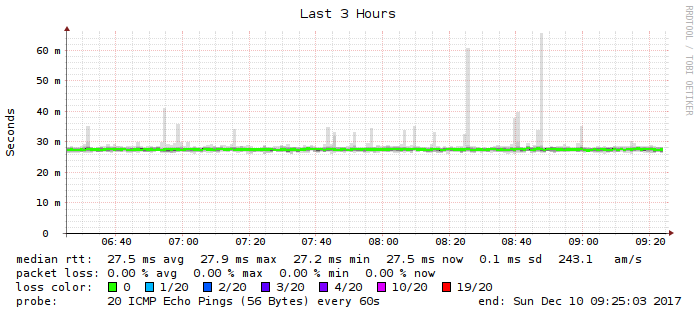 Last 3 Hours
RRDTOOL / TOBI OETIKER
Seconds
60 m
50 m
40 m
30 m
20 m
10 m
0
06:40 07:00 07:20 07:40 08:00 08:20 08:40 09:00 09:20
median rtt: 27.5 ms avg 27.9 ms max 27.2 ms min 27.5 ms now 0.1 ms sd 243.1 am/s
packet loss: 0.00 % avg 0.00 % max 0.00 % min 0.00 % now
loss color: 0 1/20 2/20 3/20 4/20 10/20 19/20
probe: 20 ICMP Echo Pings (56 Bytes) every 60s end: Sun Dec 10 09:25:03 2017